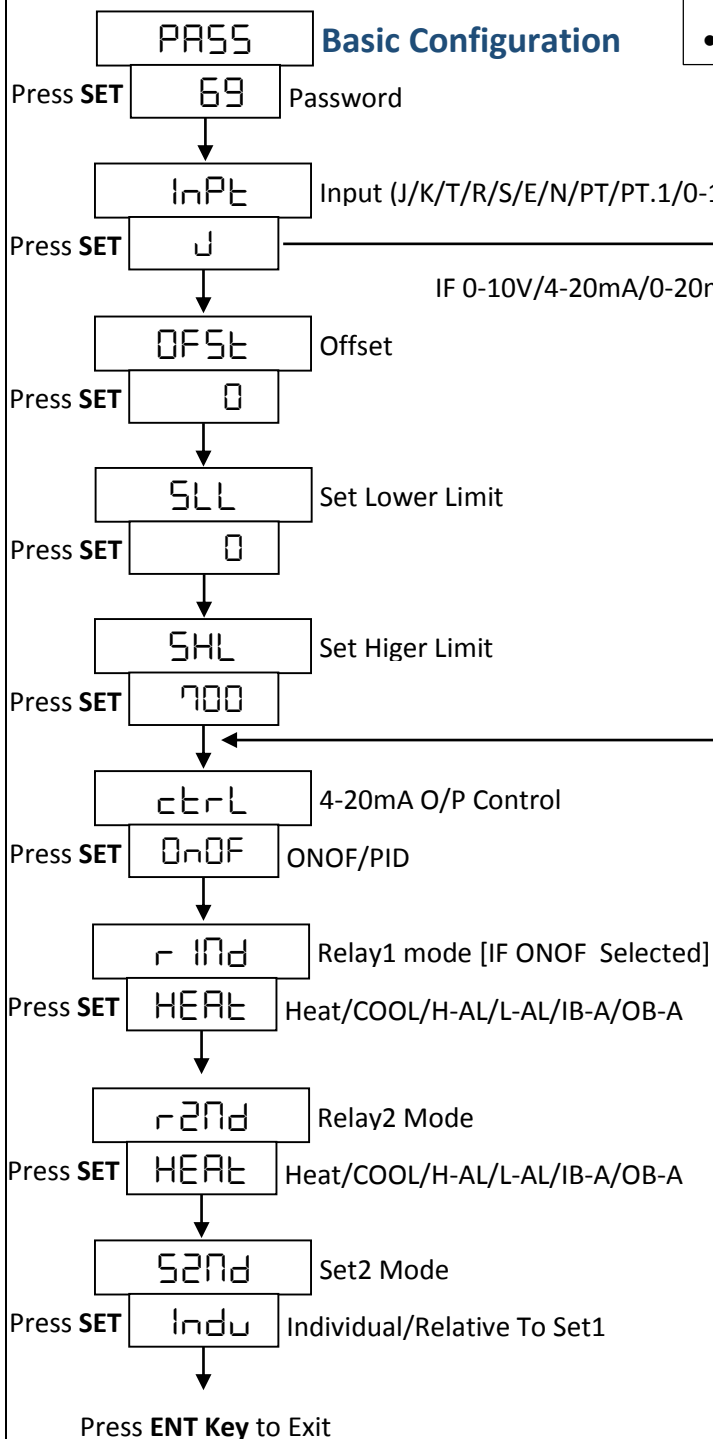 PASS Basic Configuration
Press SET 69 Password
InPt Input (J/K/T/R/S/E/N/PT/PT.1/0-1
Press SET J
IF 0-10V/4-20mA/0-20m
OFSt Offset
Press SET 0
SLL Set Lower Limit
Press SET 0
SHL Set Higer Limit
Press SET 700
ctrL 4-20mA O/P Control
Press SET OnOF ONOF/PID
r1Md Relay1 mode [IF ONOF Selected]
Press SET HEAt Heat/COOL/H-AL/L-AL/IB-A/OB-A
r2Md Relay2 Mode
Press SET HEAt Heat/COOL/H-AL/L-AL/IB-A/OB-A
S2Md Set2 Mode
Press SET Indu Individual/Relative To Set1
Press ENT Key to Exit